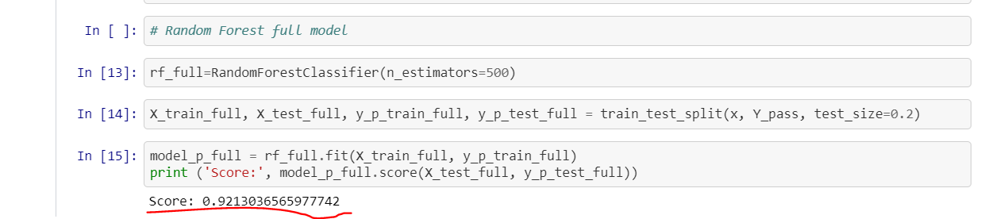 In [ ]: # Random Forest full model
In [13]: rf_full=RandomForestClassifier(n_estimators=500)
In [14]: X_train_full, X_test_full, y_p_train_full, y_p_test_full = train_test_split(x, Y_pass, test_size=0.2)
In [15]: model_p_full = rf_full.fit(X_train_full, y_p_train_full)
print ('Score:', model_p_full.score(X_test_full, y_p_test_full))
Score: 0.9213036565977742